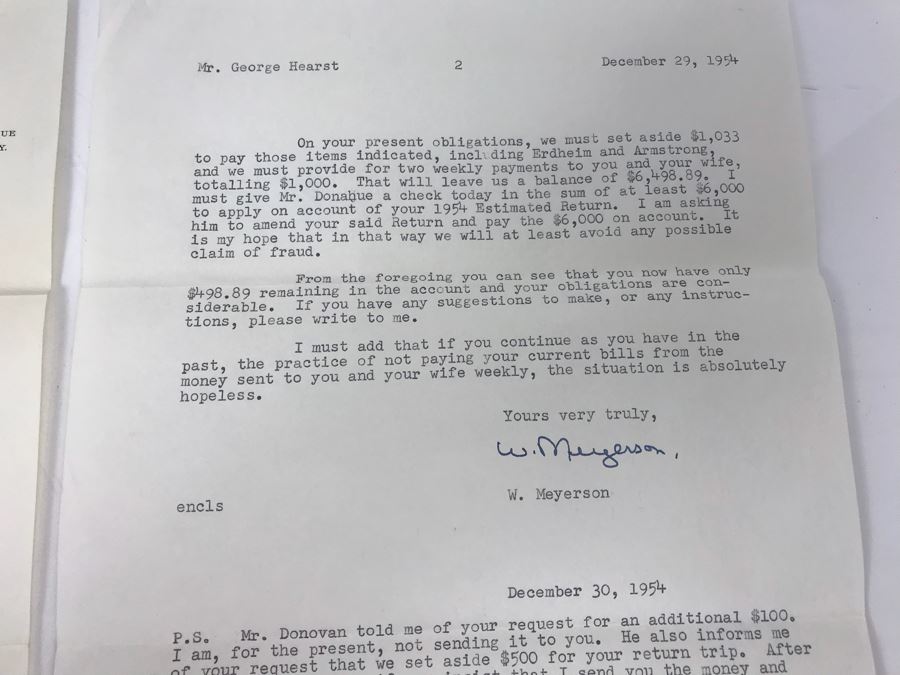 UE
Y.
Mr. George Hearst 2 December 29, 1954
On your present obligations, we must set aside $1,033
to pay those items indicated, including Erdheim and Armstrong,
and we must provide for two weekly payments to you and your wife,
totalling $1,000. That will leave us a balance of $6,498.89. I
must give Mr. Donahue a check today in the sum of at least $6,000
to apply on account of your 1954 Estimated Return. I am asking
him to amend your said Return and pay the $6,000 on account. It
is my hope that in that way we will at least avoid any possible
claim of fraud.
From the foregoing you can see that you now have only
$498.89 remaining in the account and your obligations are con-
siderable. If you have any suggestions to make, or any instruc-
tions, please write to me.
I must add that if you continue as you have in the
past, the practice of not paying your current bills from the
money sent to you and your wife weekly, the situation is absolutely
hopeless.
Yours very truly,
W. Meyerson,
W. Meyerson
encls
December 30, 1954
P.S. Mr. Donovan told me of your request for an additional $100.
I am, for the present, not sending it to you. He also informs me
of your request that we set aside $500 for your return trip. After
that I send you the money and